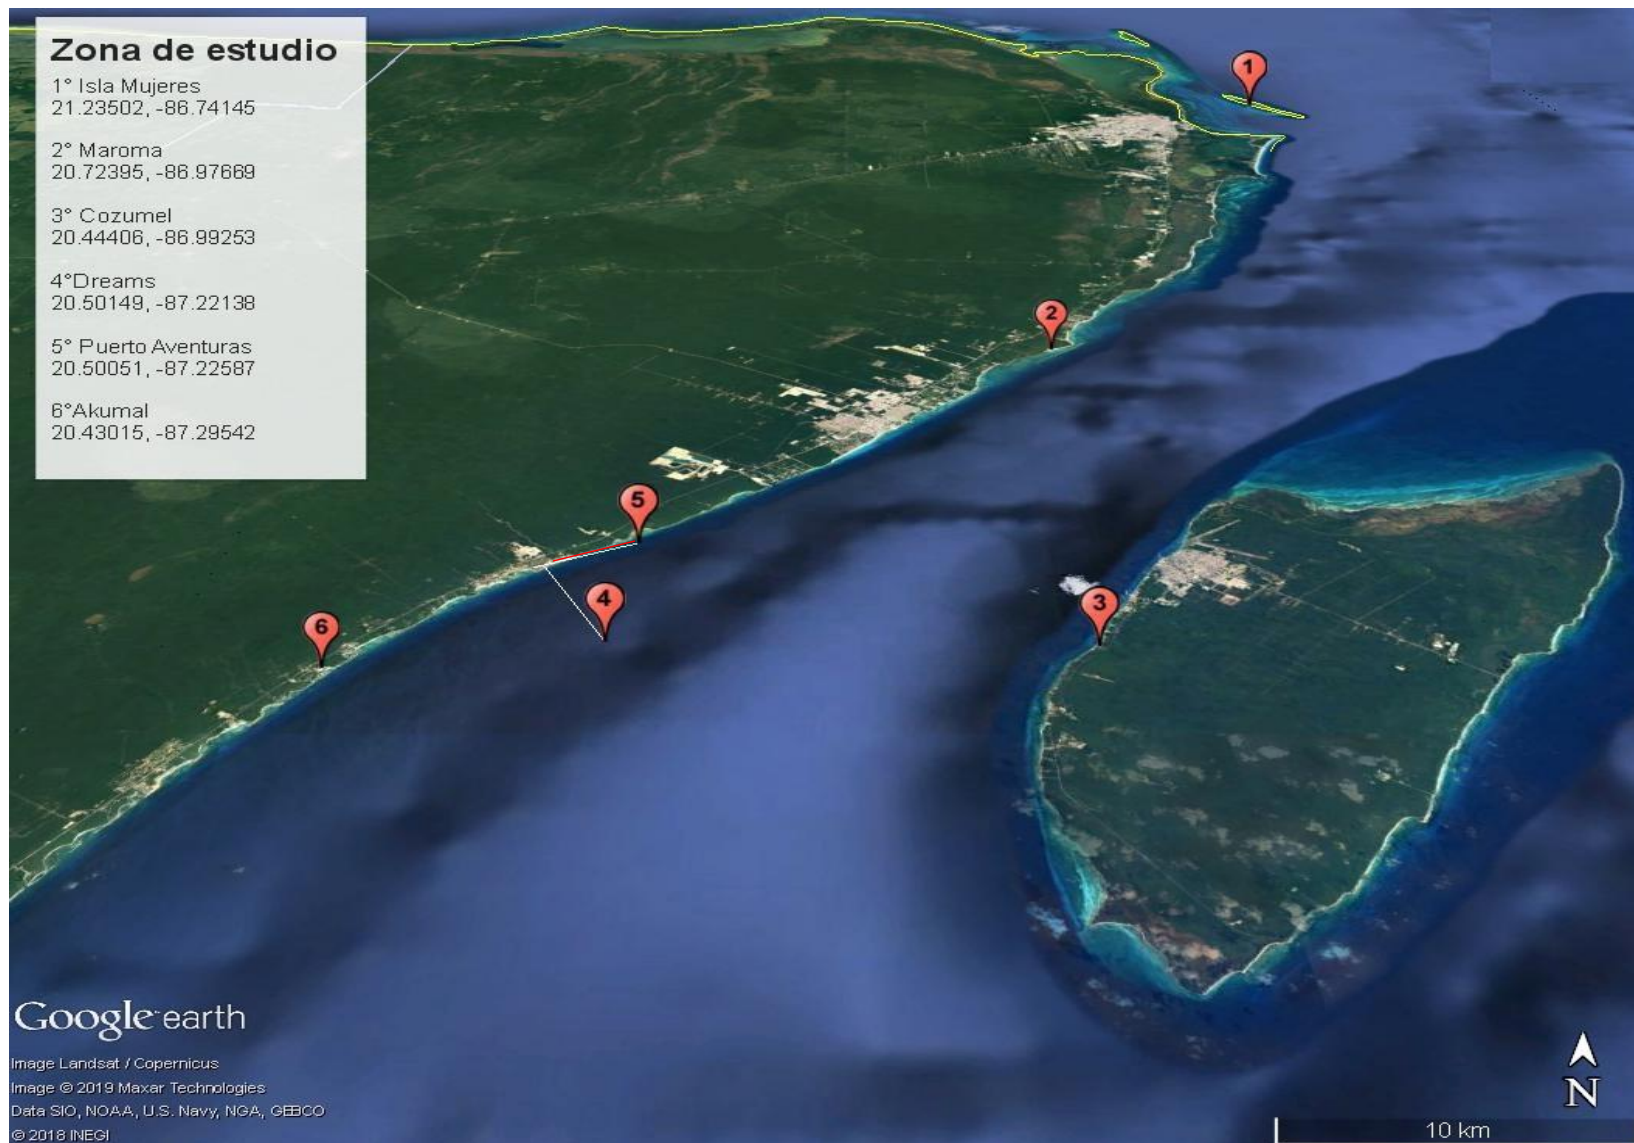 Zona de estudio
1° Isla Mujeres
21.23502, -86.74145
2° Maroma
20.72395, -86.97669
3° Cozumel
20.44406, -86.99253
4°Dreams
20.50149, -87.22138
5° Puerto Aventuras
20.50051, -87.22587
6°Akumal
20.43015, -87.29542
1
2
5
4
3
6
Google earth
Image Landsat / Copernicus
Image © 2019 Maxar Technologies
Data SIO, NOAA, U.S. Navy, NGA, GEBCO
© 2018 INEGI
N
10 km